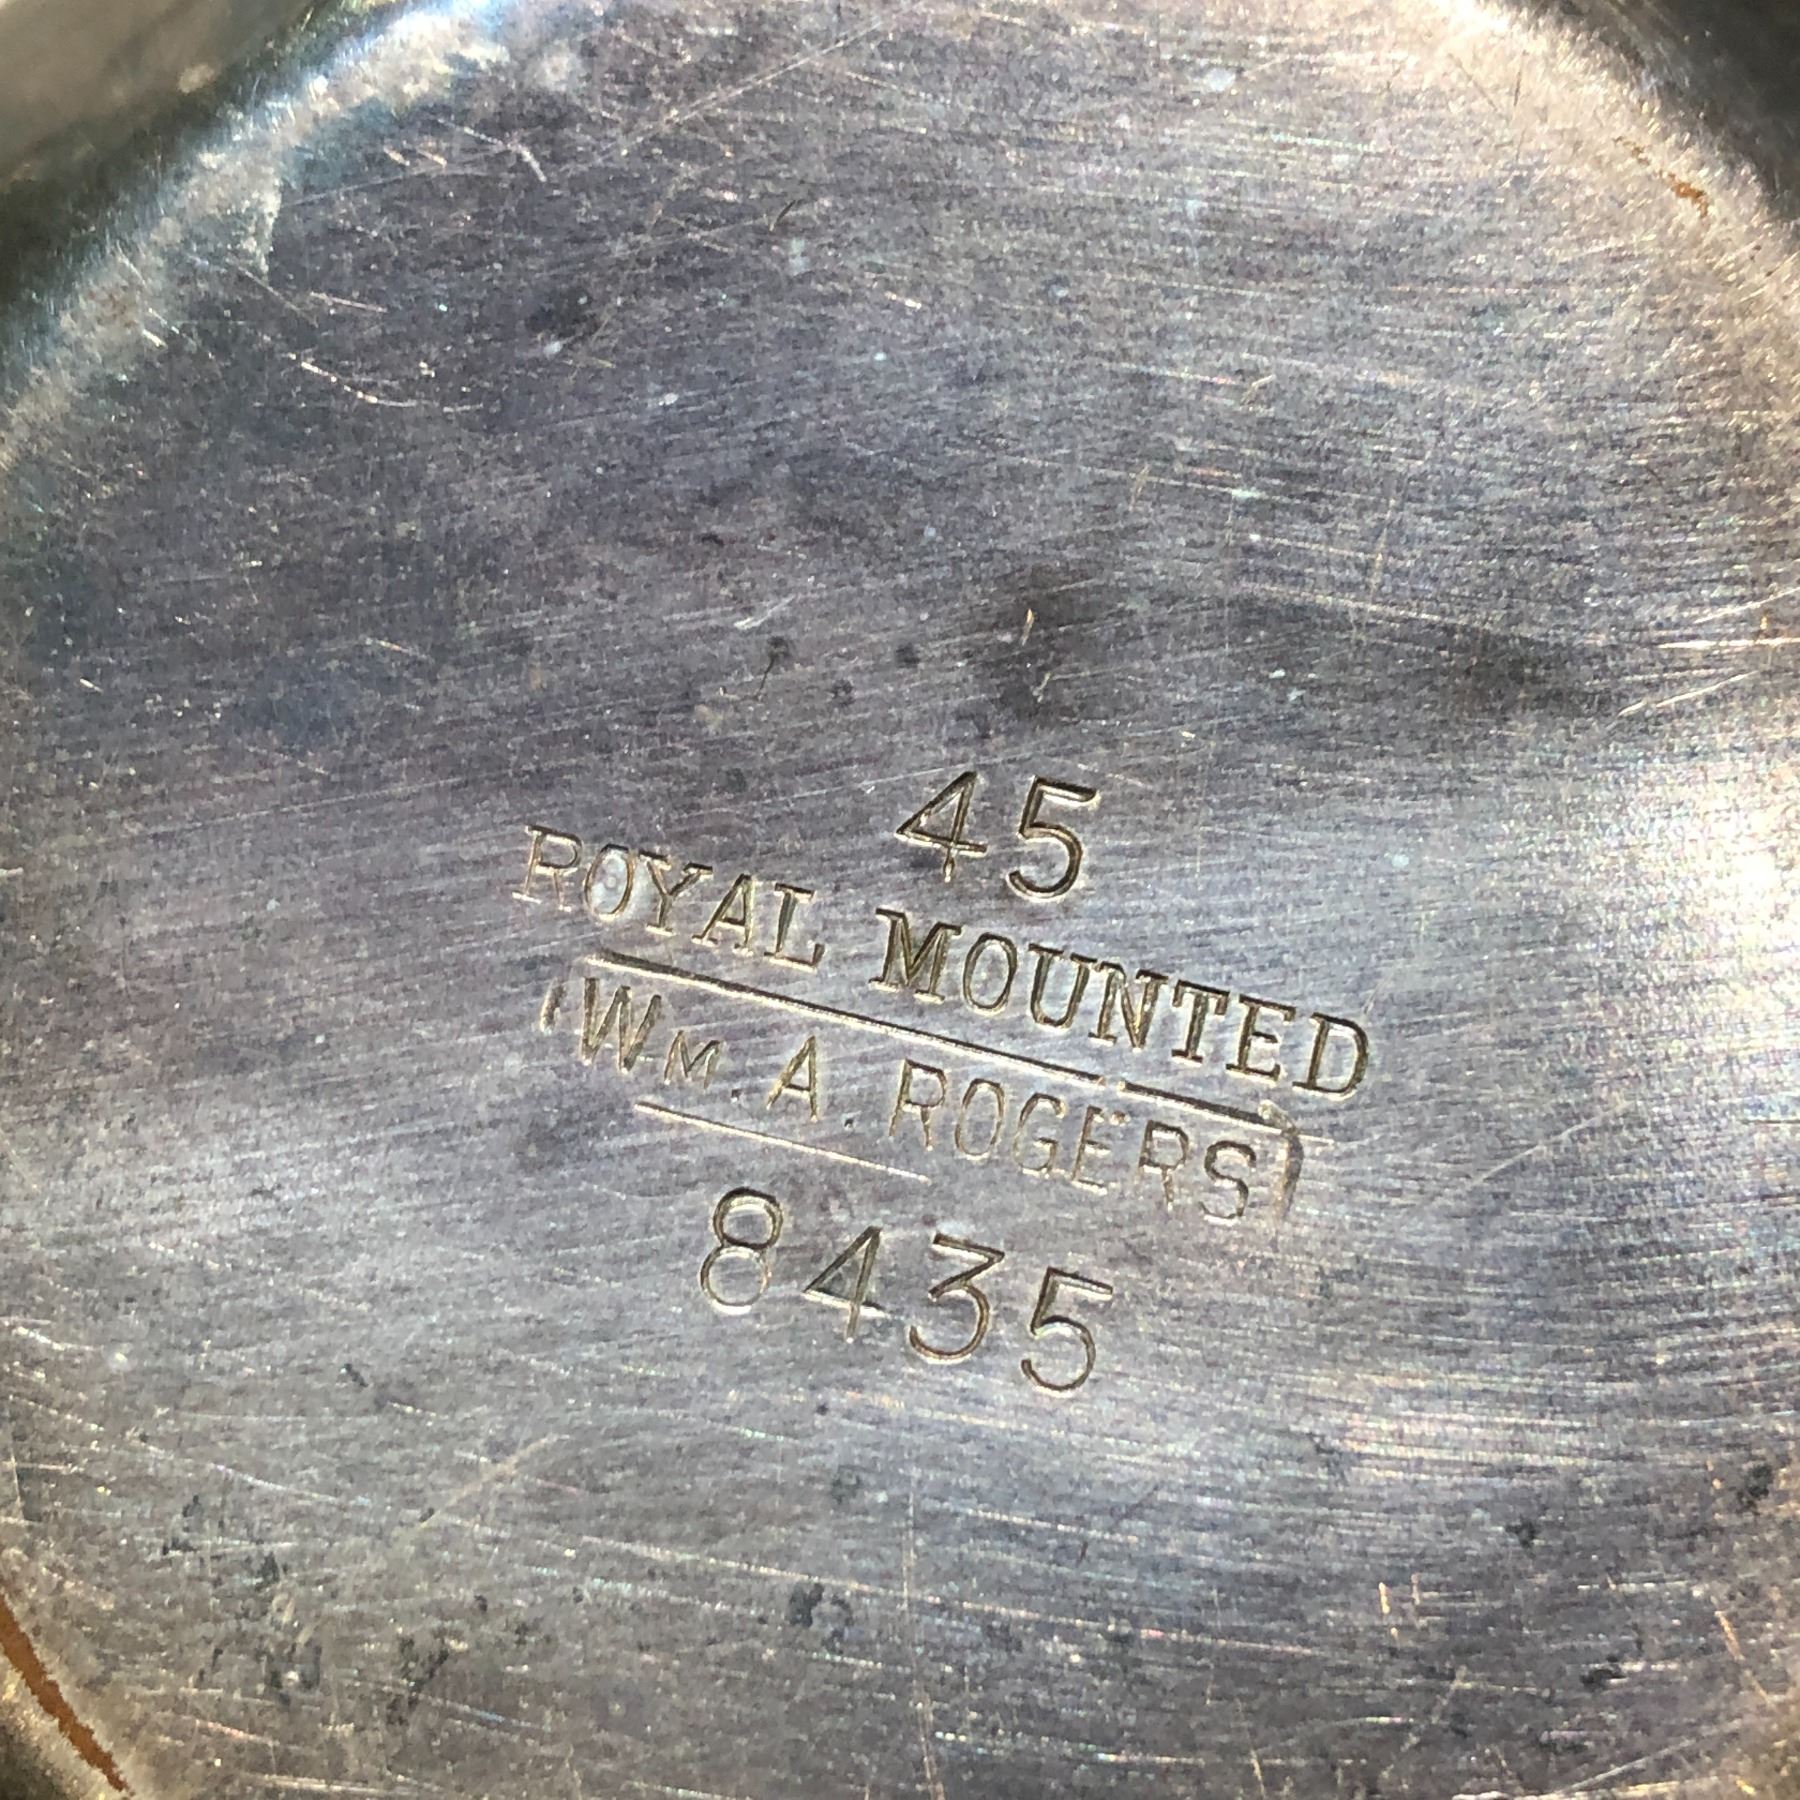 45
ROYAL MOUNTED
WM. A. ROGERS
8435